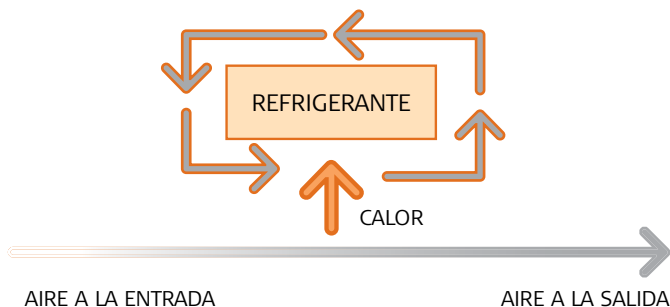 REFRIGERANTE
CALOR
AIRE A LA ENTRADA
AIRE A LA SALIDA